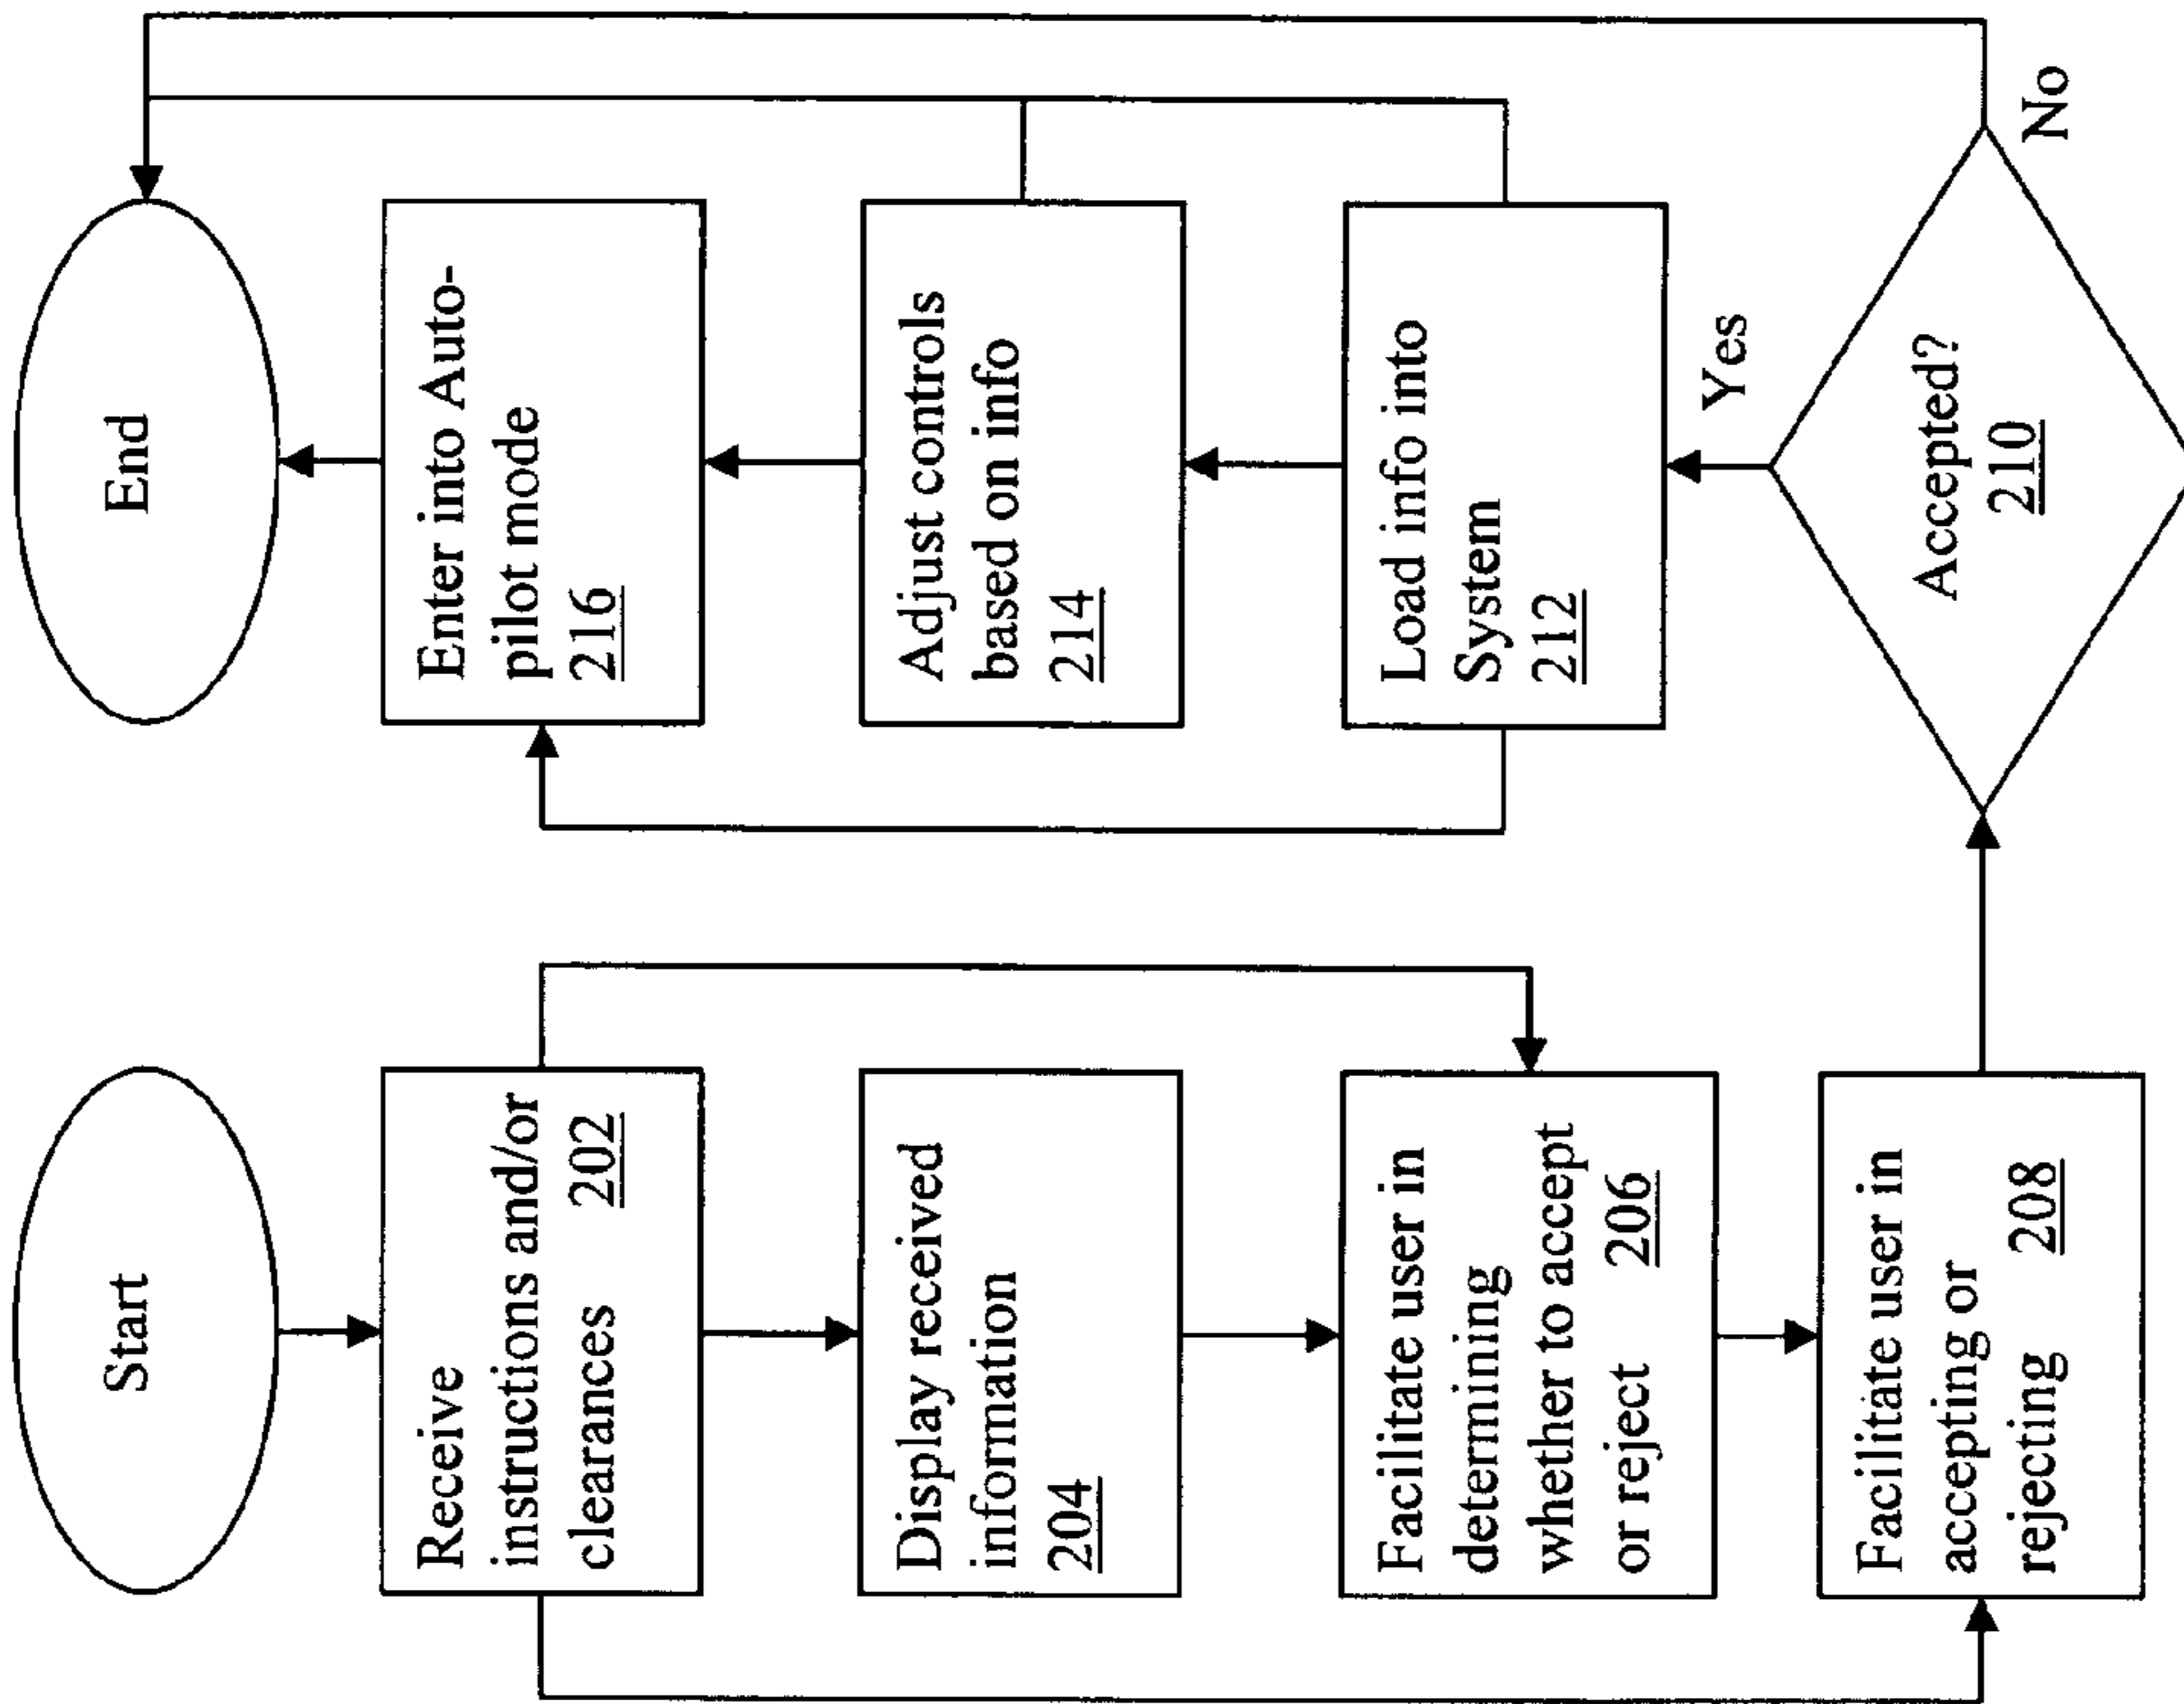 Start
Receive
instructions and/or
clearances 202
Display received
information
204
Facilitate user in
determining
whether to accept
or reject 206
Facilitate user in
accepting or
rejecting 208
End
Enter into Auto-
pilot mode
216
Adjust controls
based on info
214
Load info into
System
212
Yes
Accepted?
210
No